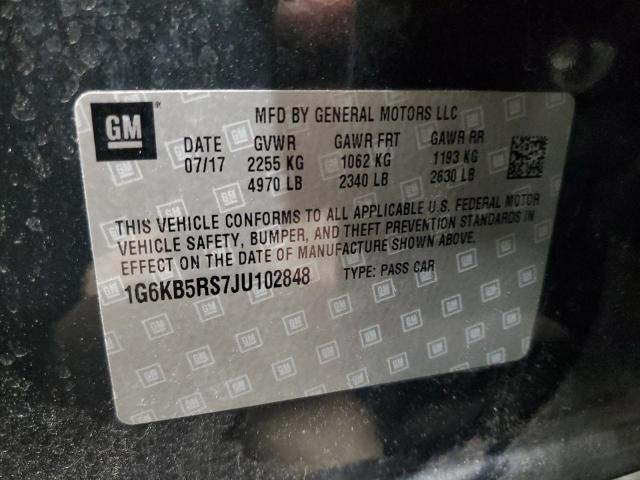 GM ®
MFD BY GENERAL MOTORS LLC
DATE GVWR GAWR FRT GAWR RR
07/17 2255 KG 1062 KG 1193 KG
4970 LB 2340 LB 2630 LB
THIS VEHICLE CONFORMS TO ALL APPLICABLE U.S. FEDERAL MOTOR
VEHICLE SAFETY, BUMPER, AND THEFT PREVENTION STANDARDS IN
EFFECT ON THE DATE OF MANUFACTURE SHOWN ABOVE.
1G6KB5RS7JU102848 TYPE: PASS CAR